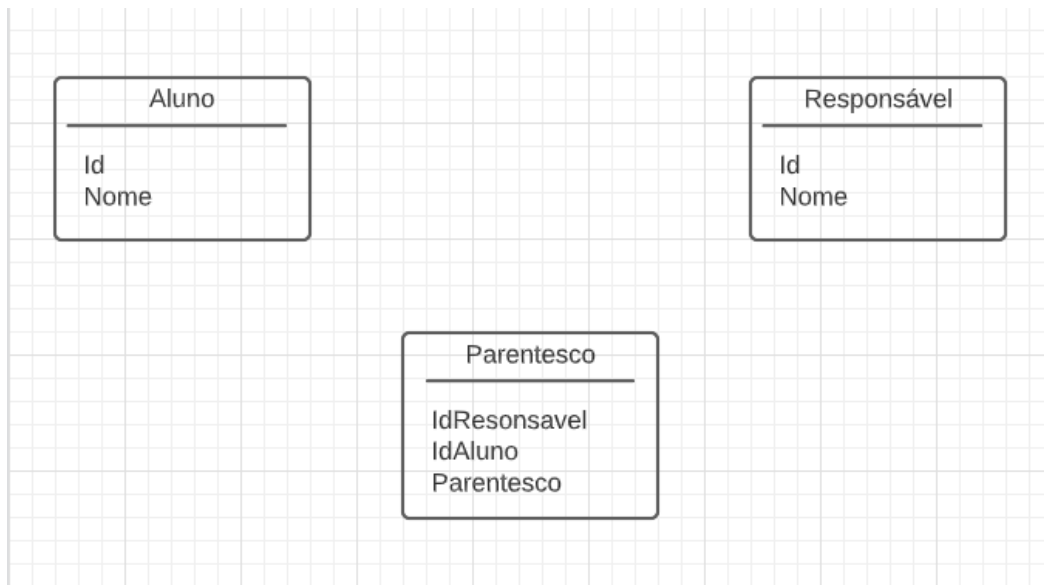 Aluno
Id
Nome
Responsável
Id
Nome
Parentesco
IdResonsavel
IdAluno
Parentesco